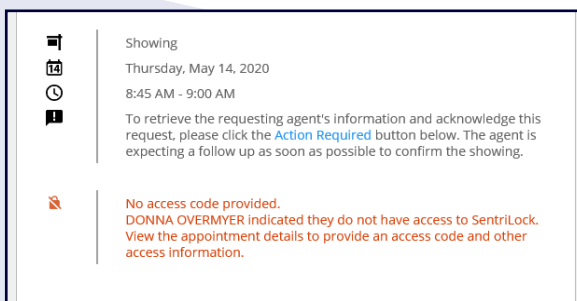 Showing
14
Thursday, May 14, 2020
8:45 AM - 9:00 AM
To retrieve the requesting agent's information and acknowledge this
request, please click the Action Required button below. The agent is
expecting a follow up as soon as possible to confirm the showing.
No access code provided.
DONNA OVERMYER indicated they do not have access to SentriLock.
View the appointment details to provide an access code and other
access information.